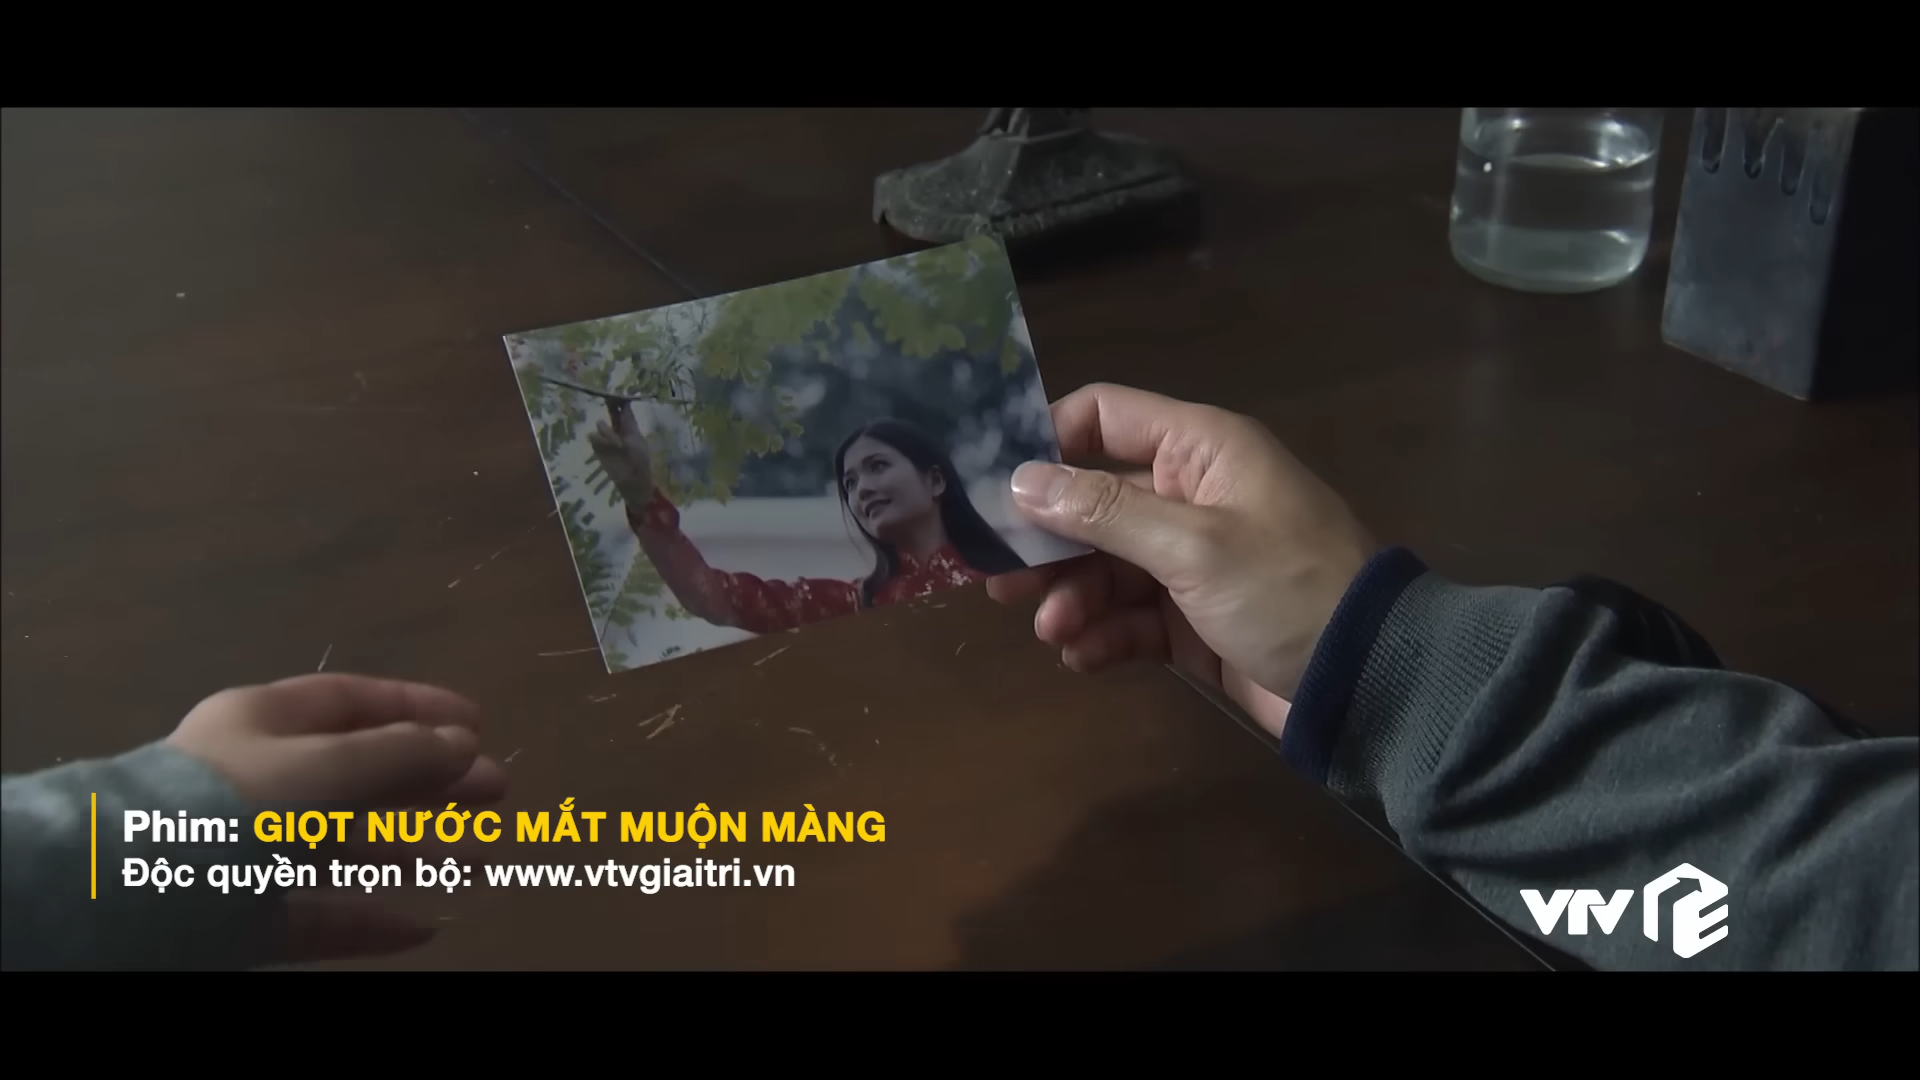 Phim: GIỌT NƯỚC MẮT MUỘN MÀNG
Độc quyền trọn bộ: www.vtvgiaitri.vn
VTV